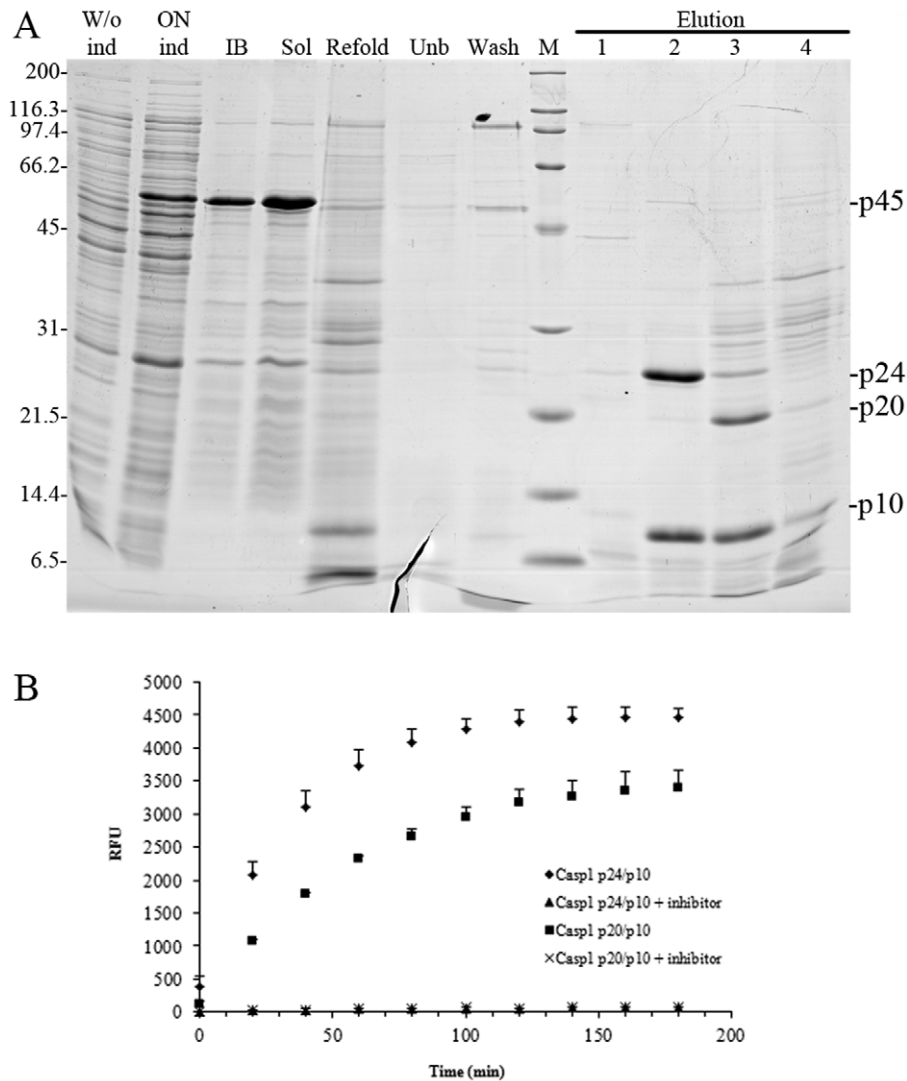 A
W/o ON Elution
ind ind IB Sol Refold Unb Wash M 1 2 3 4
200-
116.3-
97.4-
66.2-
-p45
45-
31-
-p24
-p20
21.5-
14.4-
-p10
6.5-
B
5000
4500
4000
3500
3000
2500
2000
1500
1000
500
0
RFU
Casp1 p24/p10
Casp1 p24/p10 + inhibitor
Casp1 p20/p10
Casp1 p20/p10 + inhibitor
0 50 100 150 200
Time (min)